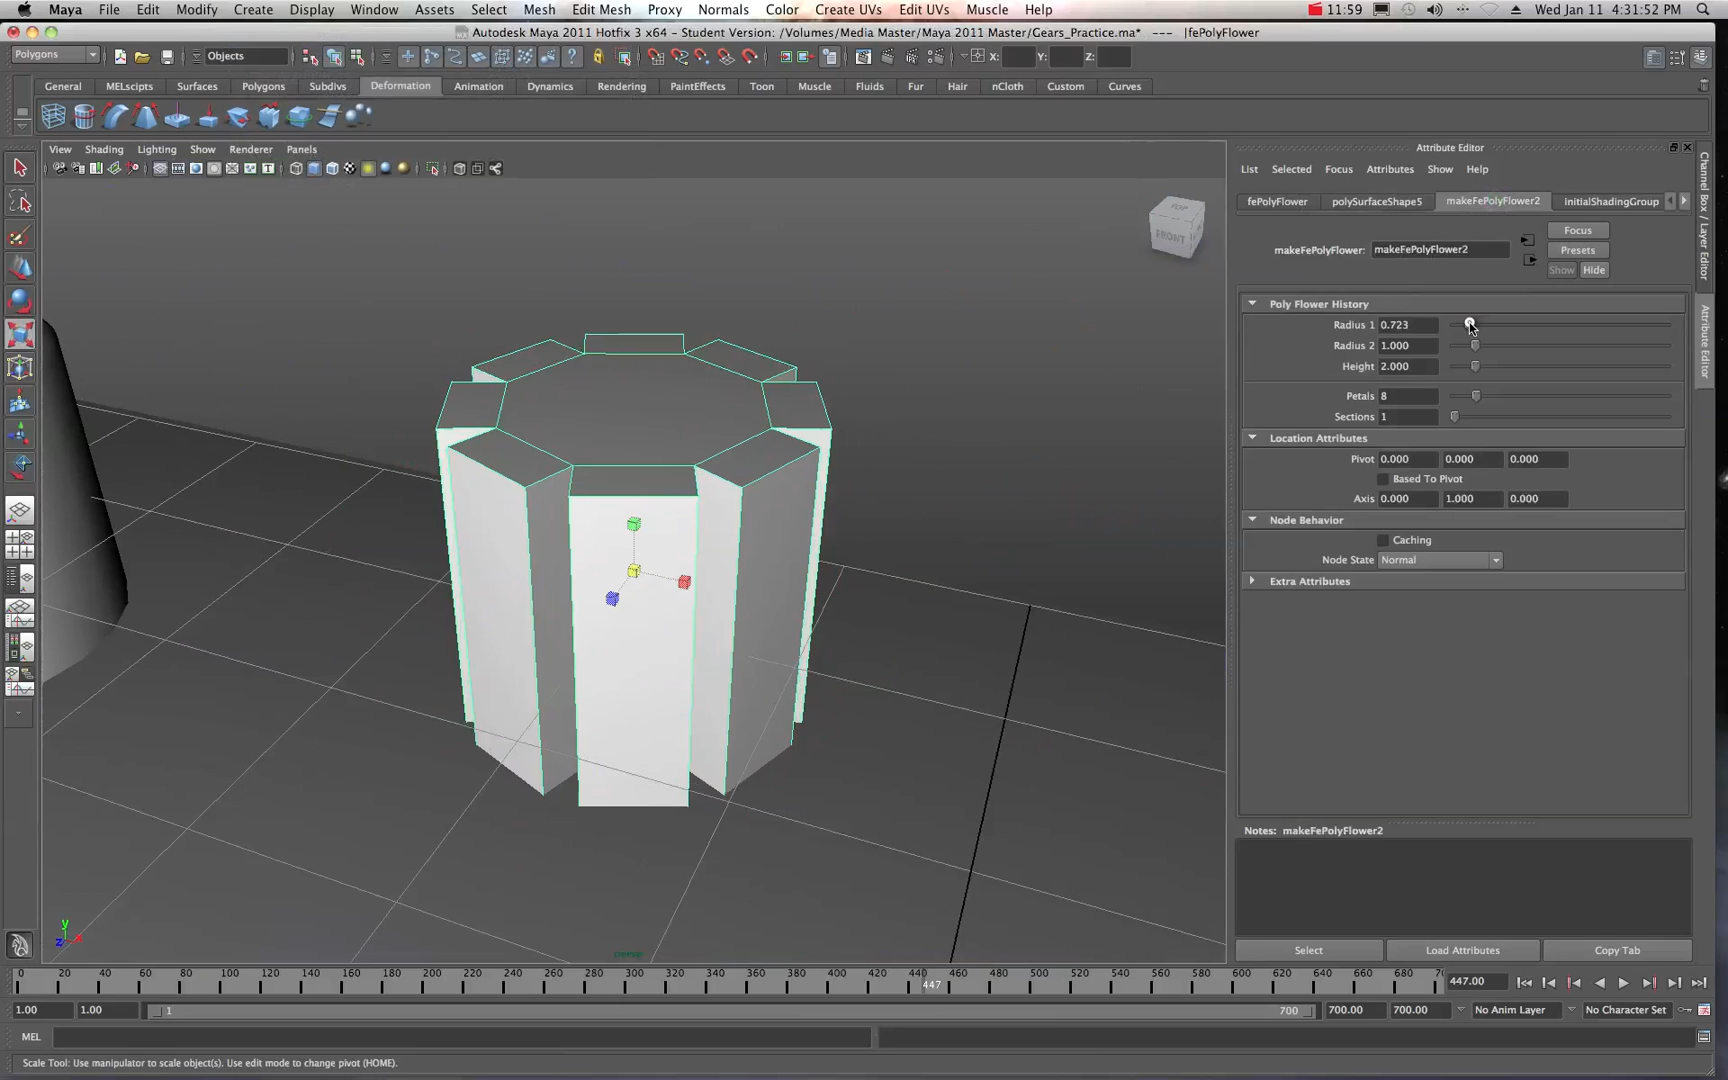 Maya File Edit Modify Create Display Window Assets Select Mesh Edit Mesh Proxy Normals Color Create UVs Edit UVs Muscle Help 11:59 Wed Jan 11 4:31:52 PM
Autodesk Maya 2011 Hotfix 3 x64 - Student Version: /Volumes/Media Master/Maya 2011 Master/Gears_Practice.ma* --- |fePolyFlower
Polygons Objects X: Y: Z:
General MELscipts Surfaces Polygons Subdivs Deformation Animation Dynamics Rendering PaintEffects Toon Muscle Fluids Fur Hair nCloth Custom Curves
View Shading Lighting Show Renderer Panels
TOP
FRONT
persp
y
z
Attribute Editor
List Selected Focus Attributes Show Help
fePolyFlower polySurfaceShape5 makeFePolyFlower2 initialShadingGroup
Focus
makeFePolyFlower: makeFePolyFlower2 Presets
Show Hide
Poly Flower History
Radius 1 0.723
Radius 2 1.000
Height 2.000
Petals 8
Sections 1
Location Attributes
Pivot 0.000 0.000 0.000
Based To Pivot
Axis 0.000 1.000 0.000
Node Behavior
Caching
Node State Normal
Extra Attributes
Notes: makeFePolyFlower2
Select Load Attributes Copy Tab
Channel Box / Layer Editor
Attribute Editor
0 20 40 60 80 100 120 140 160 180 200 220 240 260 280 300 320 340 360 380 400 420 440 460 480 500 520 540 560 580 600 620 640 660 680
447 447.00
1.00 1.00 1 700 700.00 700.00 No Anim Layer No Character Set
MEL
Scale Tool: Use manipulator to scale object(s). Use edit mode to change pivot (HOME).